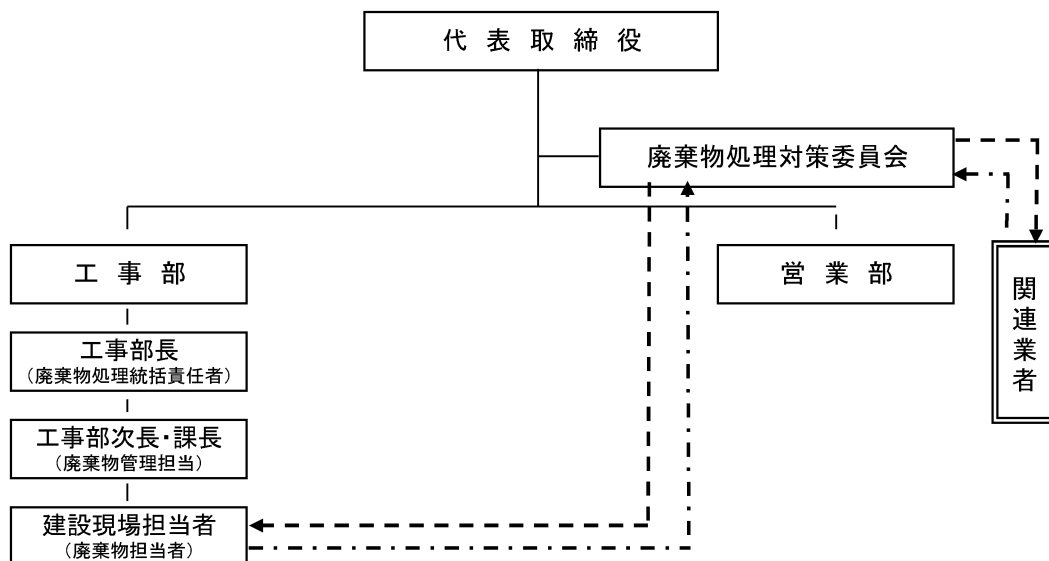 代表取締役
廃棄物処理対策委員会
工事部
営業部
関連業者
工事部長
（廃棄物処理統括責任者）
工事部次長・課長
（廃棄物管理担当）
建設現場担当者
（廃棄物担当者）